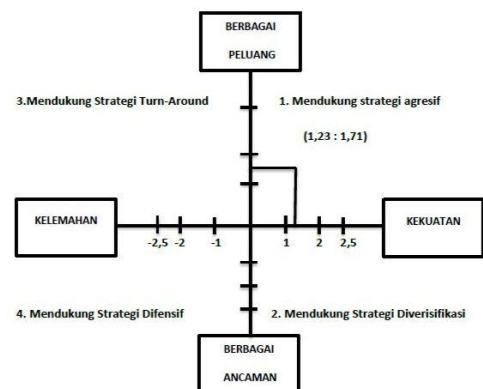 BERBAGAI
PELUANG
3.Mendukung Strategi Turn-Around
1. Mendukung strategi agresif
(1,23 : 1,71)
KELEMAHAN
KEKUATAN
-2,5 -2 -1 1 2 2,5
4. Mendukung Strategi Difensif
2. Mendukung Strategi Diverisifikasi
BERBAGAI
ANCAMAN